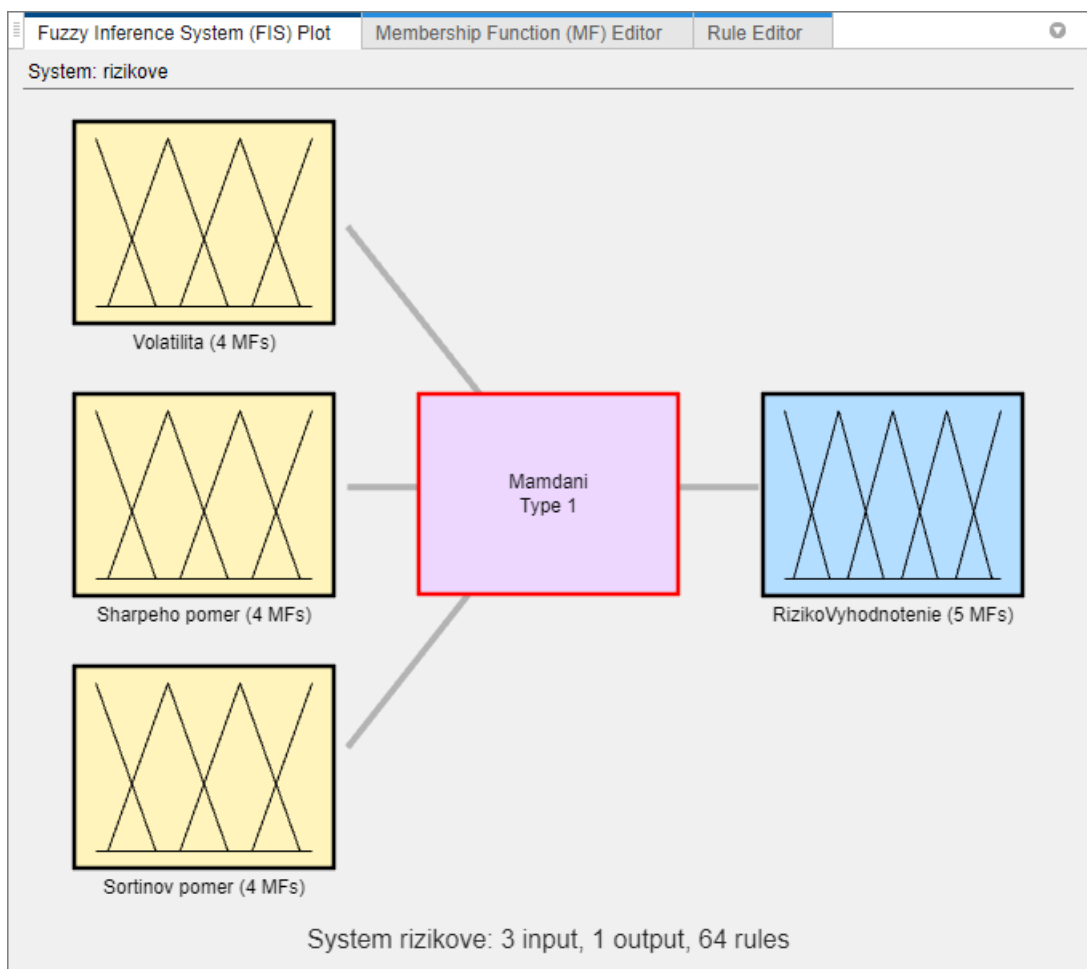 Fuzzy Inference System (FIS) Plot
Membership Function (MF) Editor
Rule Editor
System: rizikove
Volatilita (4 MFs)
Mamdani
Type 1
Sharpeho pomer (4 MFs)
RizikoVyhodnotenie (5 MFs)
Sortinov pomer (4 MFs)
System rizikove: 3 input, 1 output, 64 rules